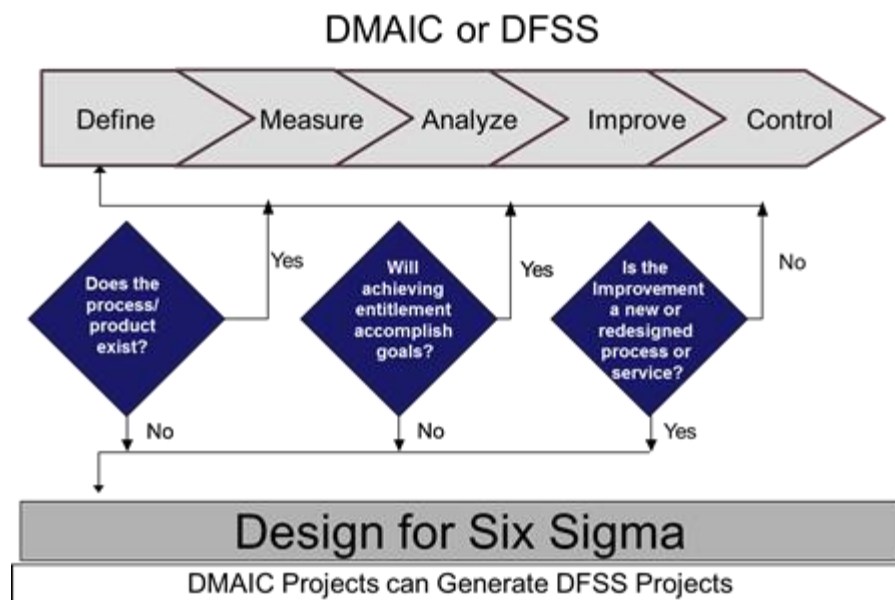 DMAIC or DFSS
Define
Measure
Analyze
Improve
Control
Does the
process/
product
exist?
Yes
No
Will
achieving
entitlement
accomplish
goals?
Yes
No
Is the
Improvement
a new or
redesigned
process or
service?
No
Yes
Design for Six Sigma
DMAIC Projects can Generate DFSS Projects